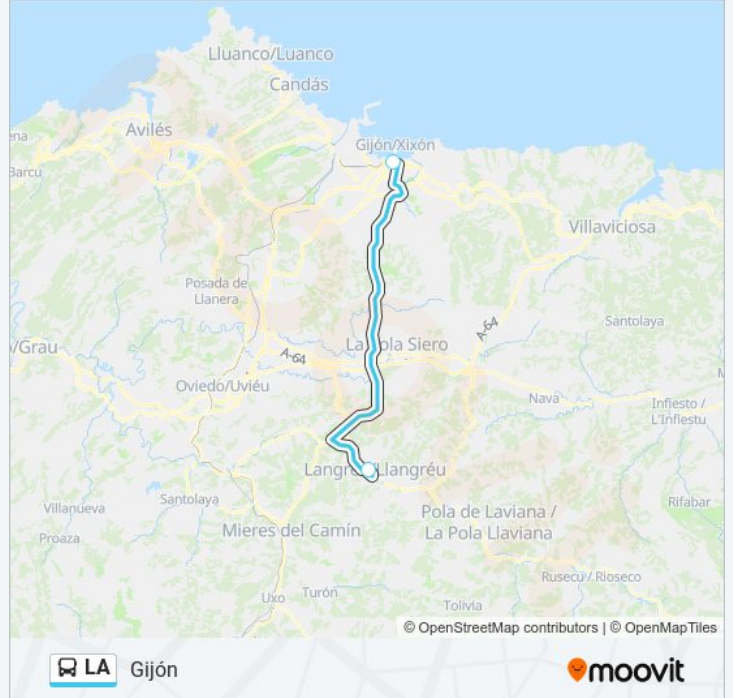 Lluanco/Luanco
Candás
Avilés
ena
Gijón/Xixón
Barcu
Villaviciosa
Posada de
Llanera
Santolaya
A-64
La Pola Siero
o/Grau
A-64
Oviedo/Uviéu
Nava
Infiesto /
L'Infiestu
Langre /Llangréu
Villanueva
Santolaya
Pola de Laviana /
La Pola Llaviana
Rifabar
Mieres del Camín
Proaza
Rusecu / Rioseco
Uxo
Turón
Tolivia
© OpenStreetMap contributors | © OpenMapTiles
LA Gijón
moovit